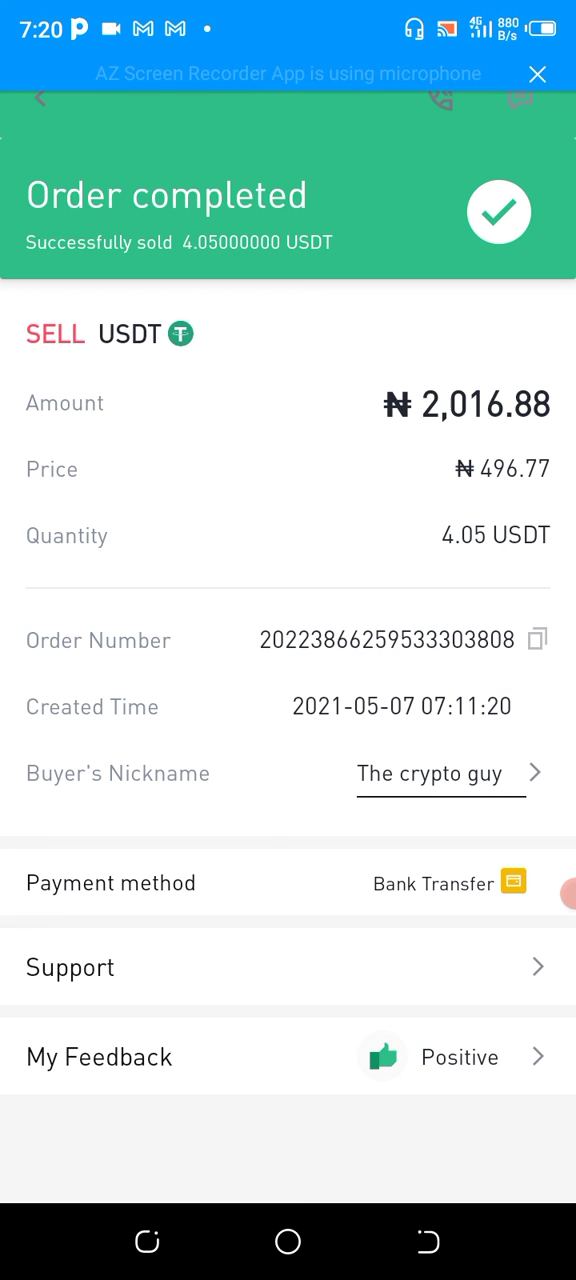 7:20 4G 880 B/s
AZ Screen Recorder App is using microphone
Order completed
Successfully sold 4.05000000 USDT
SELL USDT
Amount ₦ 2,016.88
Price ₦ 496.77
Quantity 4.05 USDT
Order Number 20223866259533303808
Created Time 2021-05-07 07:11:20
Buyer's Nickname The crypto guy
Payment method Bank Transfer
Support
My Feedback Positive